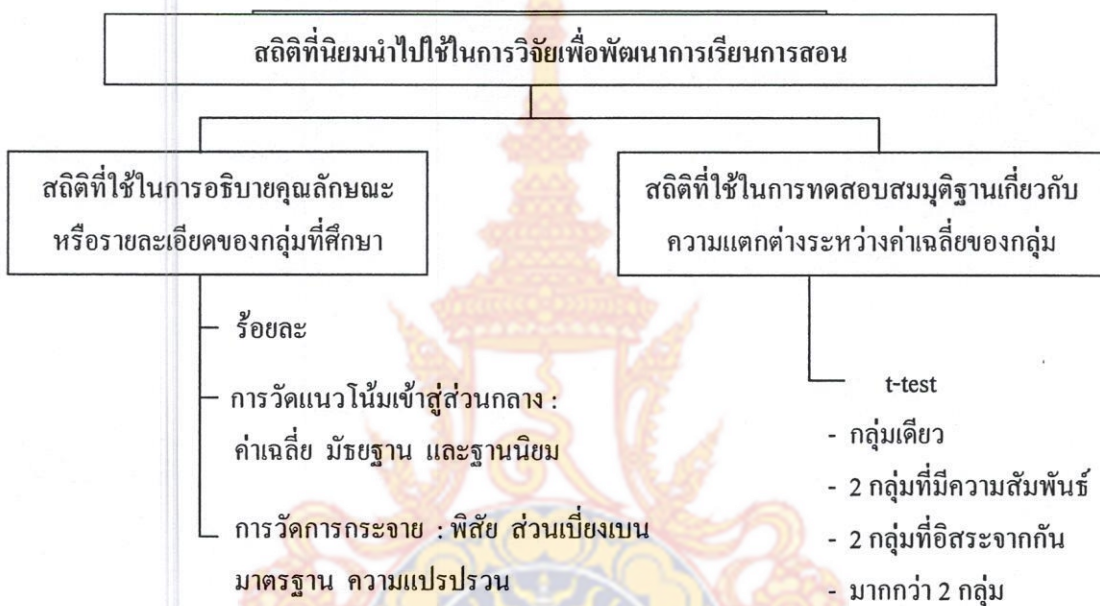 สถิติที่นิยมนำไปใช้ในการวิจัยเพื่อพัฒนาการเรียนการสอน
สถิติที่ใช้ในการอธิบายคุณลักษณะ
หรือรายละเอียดของกลุ่มที่ศึกษา
ร้อยละ
การวัดแนวโน้มเข้าสู่ส่วนกลาง :
ค่าเฉลี่ย มัธยฐาน และฐานนิยม
การวัดการกระจาย : พิสัย ส่วนเบี่ยงเบน
มาตรฐาน ความแปรปรวน
สถิติที่ใช้ในการทดสอบสมมุติฐานเกี่ยวกับ
ความแตกต่างระหว่างค่าเฉลี่ยของกลุ่ม
t-test
- กลุ่มเดียว
- 2 กลุ่มที่มีความสัมพันธ์
- 2 กลุ่มที่อิสระจากกัน
- มากกว่า 2 กลุ่ม